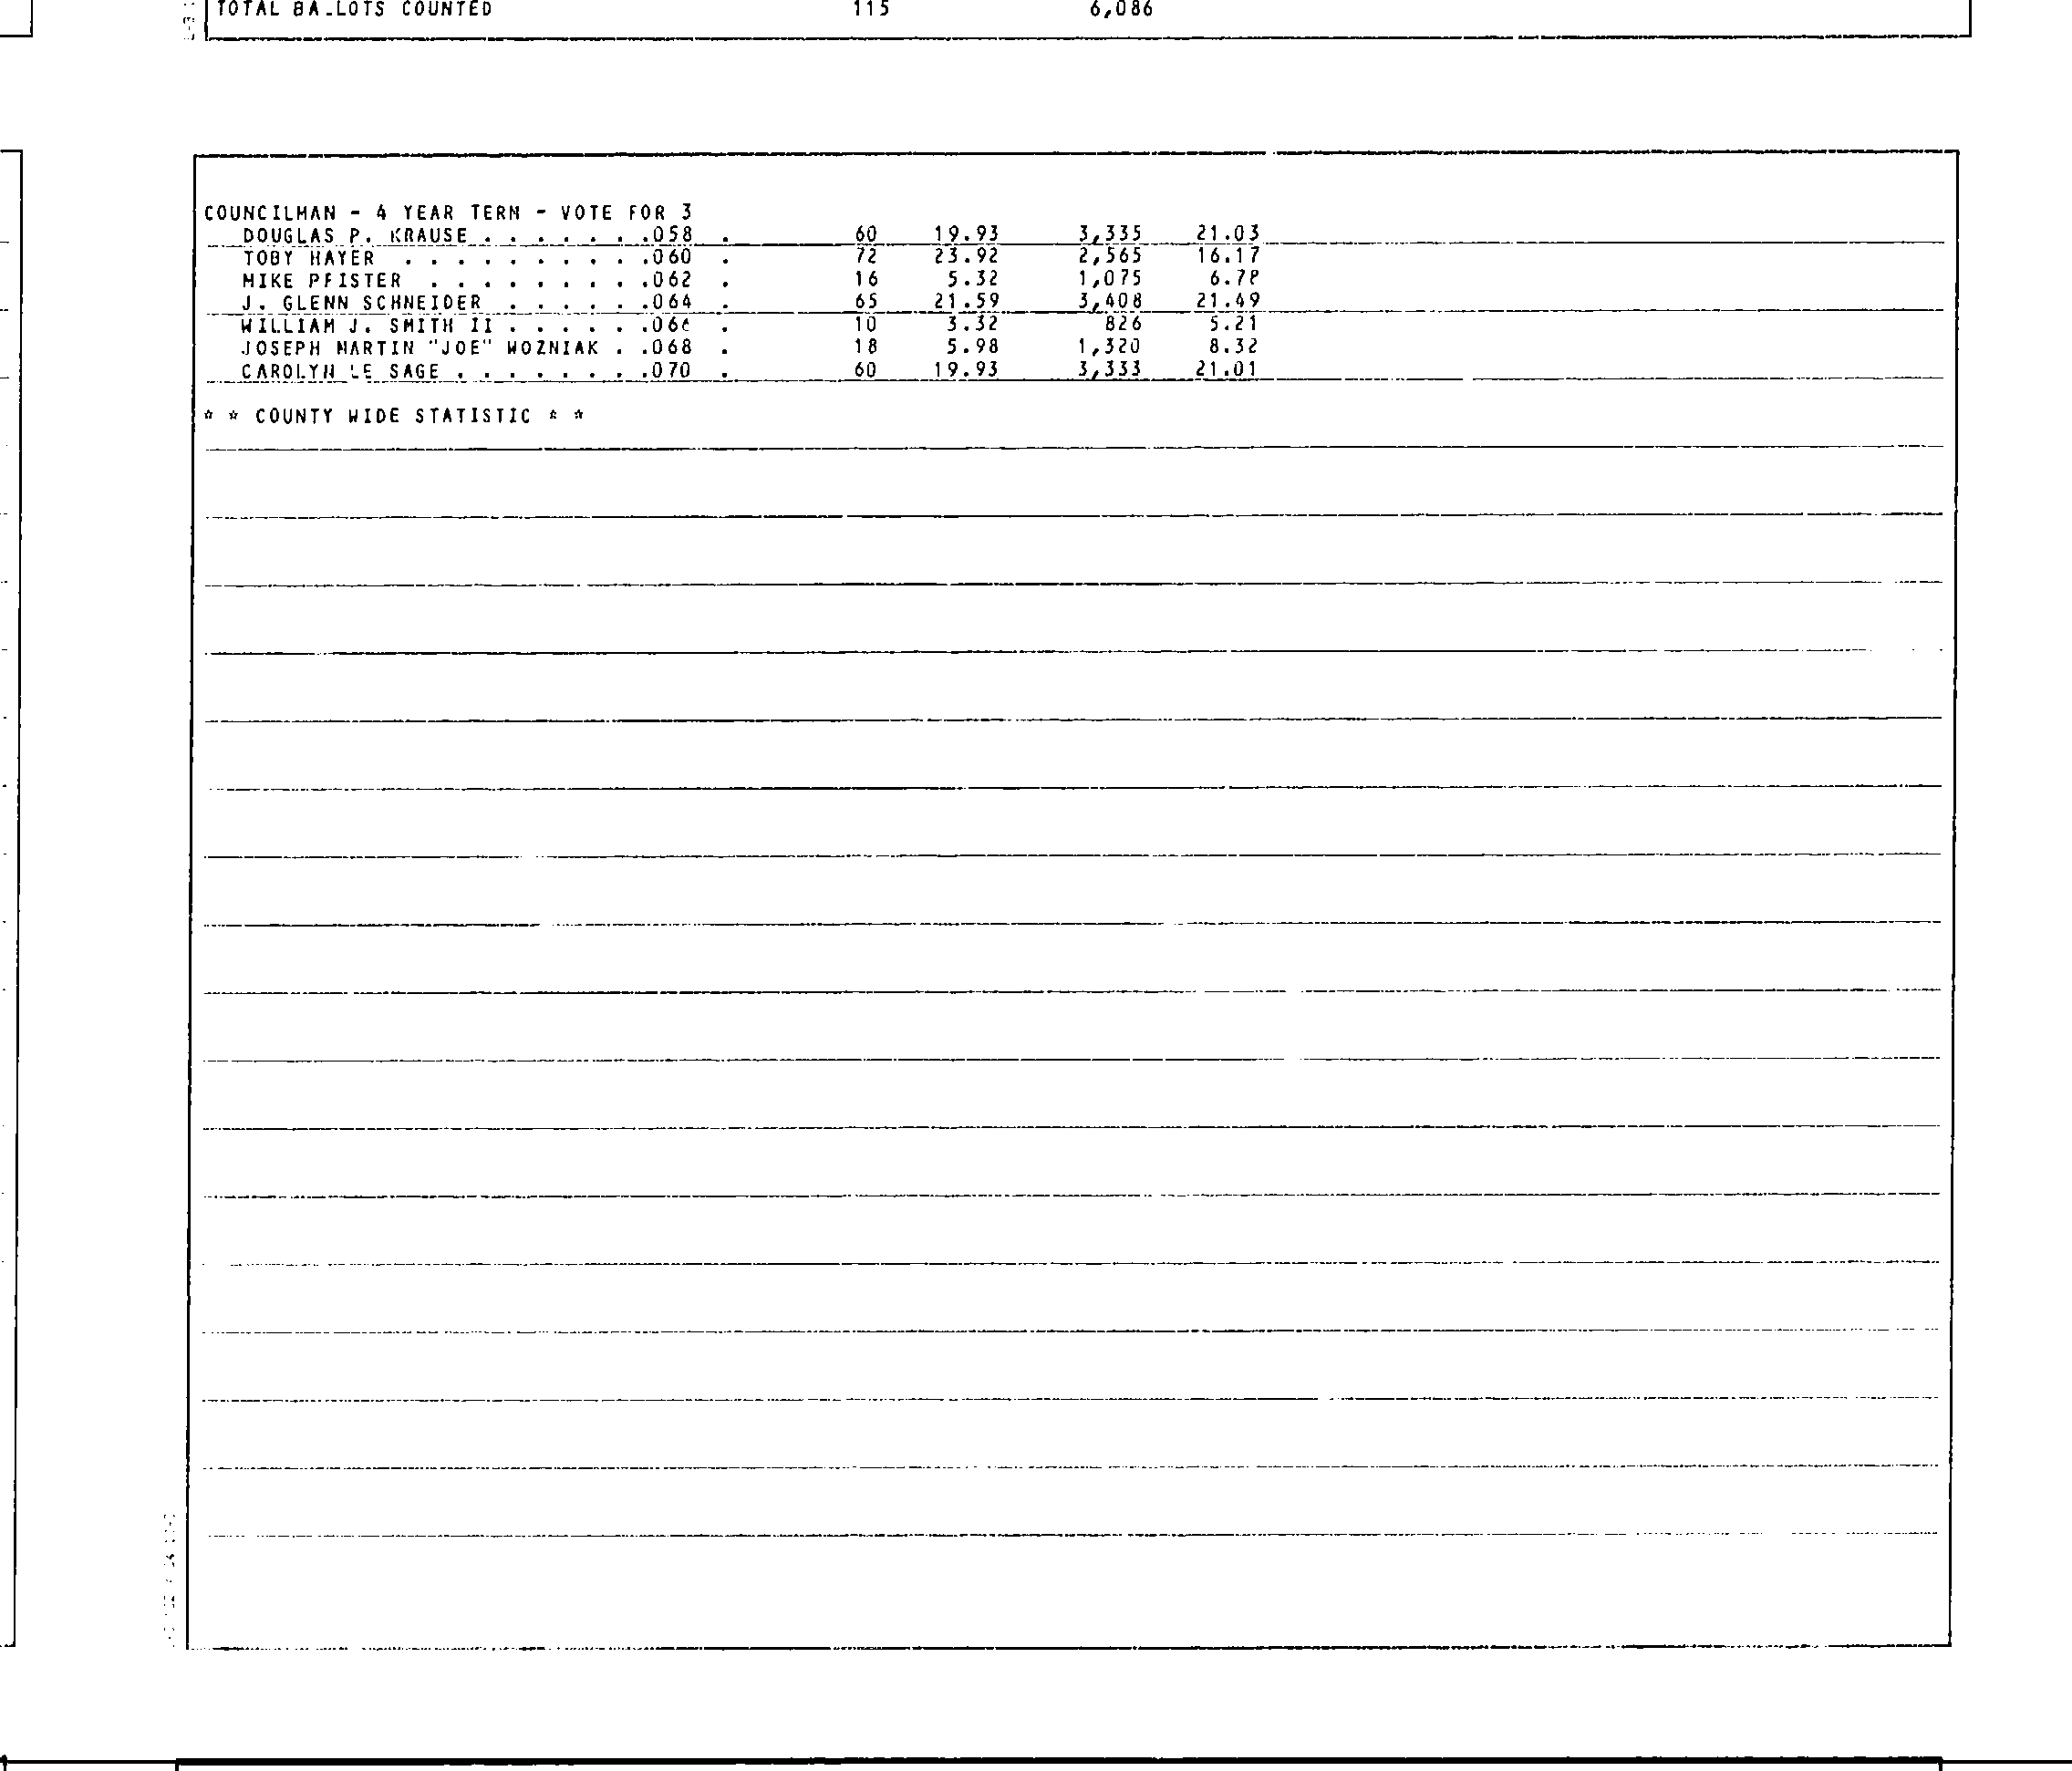 TOTAL BA_LOTS COUNTED 115 6,086
COUNCILMAN - 4 YEAR TERM - VOTE FOR 3
DOUGLAS P. KRAUSE . . . . . . .058 . 60 19.93 3,335 21.03
TOBY HAYER . . . . . . . . . .060 . 72 23.92 2,565 16.17
MIKE PFISTER . . . . . . . . .062 . 16 5.32 1,075 6.78
J. GLENN SCHNEIDER . . . . . .064 . 65 21.59 3,408 21.49
WILLIAM J. SMITH II . . . . . .066 . 10 3.32 826 5.21
JOSEPH MARTIN "JOE" WOZNIAK . .068 . 18 5.98 1,320 8.32
CAROLYN LE SAGE . . . . . . . .070 . 60 19.93 3,333 21.01
* * COUNTY WIDE STATISTIC * *